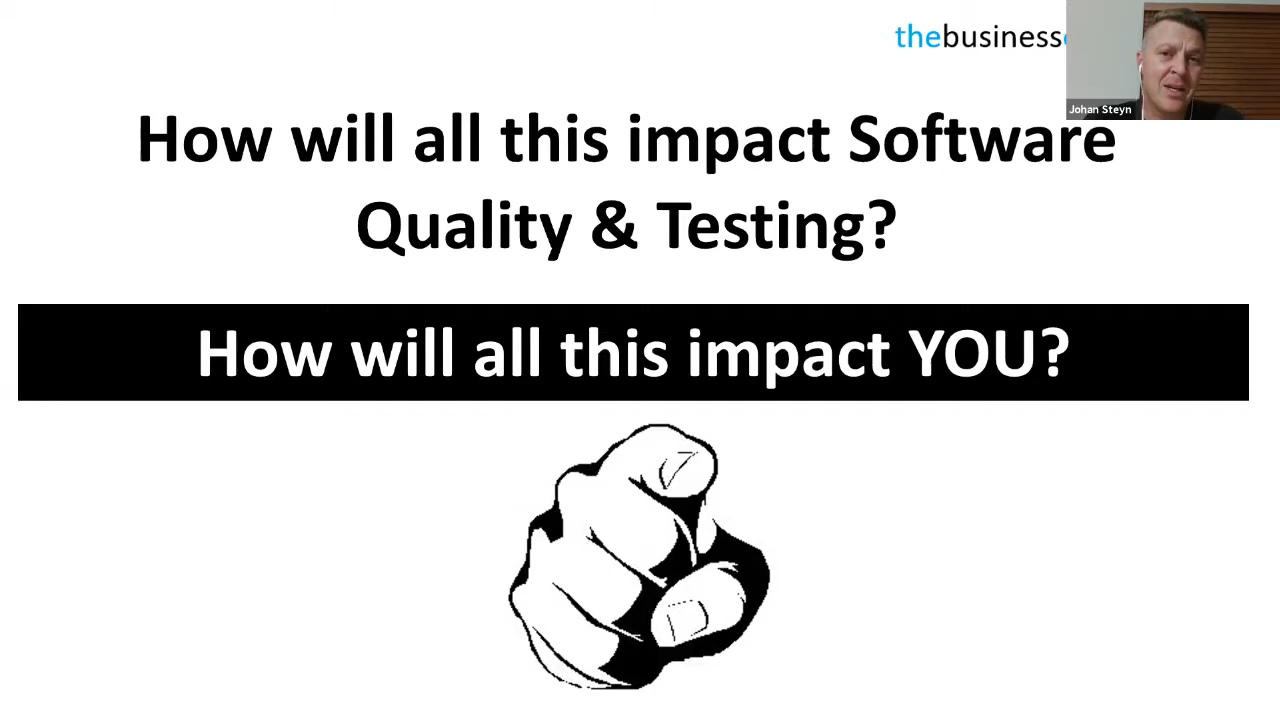 thebusiness
Johan Steyn
How will all this impact Software
Quality & Testing?
How will all this impact YOU?